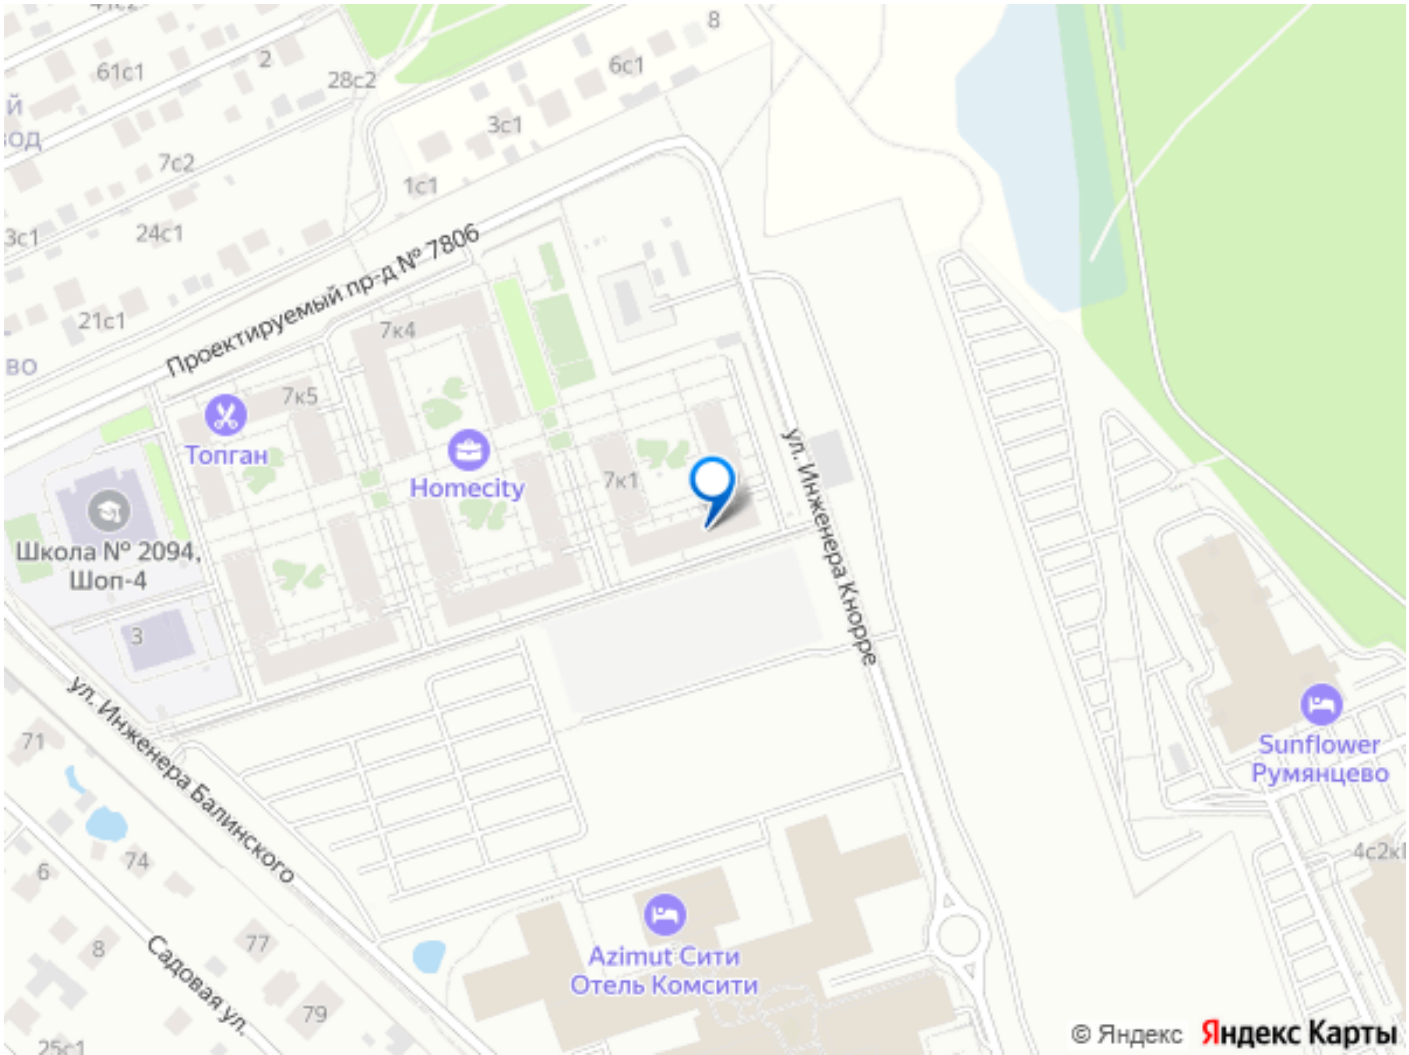 41с2
8
2
61с1
28с2
6с1
й
3с1
7с2
1с1
3с1
24с1
Проектируемый пр-д № 7806
21с1
7к4
во
7к5
Топган
ул. Инженера Кнорре
Homecity
7к1
Школа № 2094,
Шоп-4
3
ул. Инженера Балинского
71
Sunflower
Румянцево
74
6
4с2к
Azimut Сити
Отель Комсити
77
8
Садовая ул.
79
25с1
© Яндекс Яндекс Карты